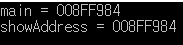 main = 008FF984
showAddress = 008FF984